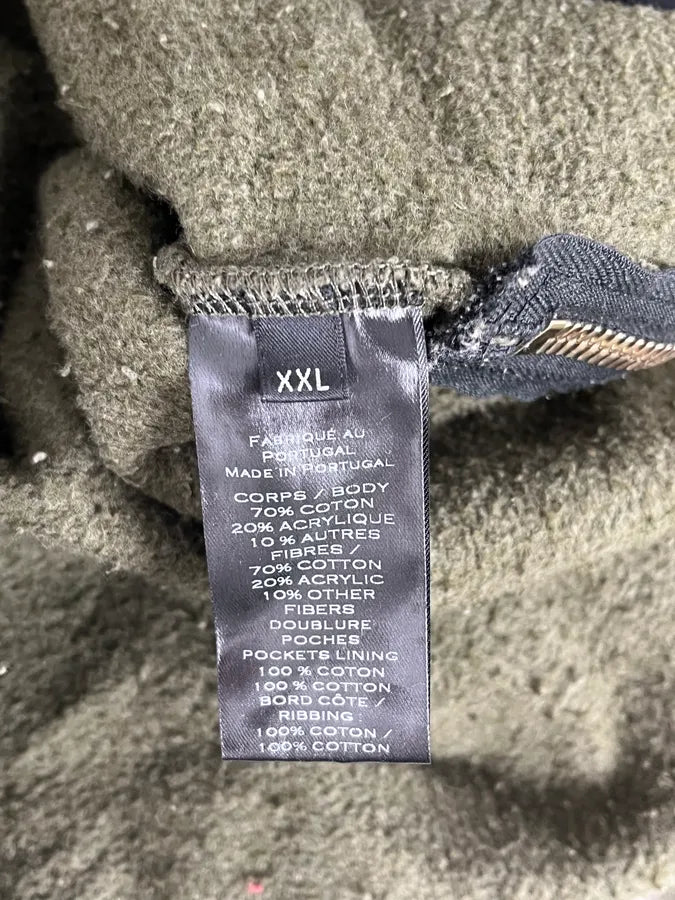 XXL
FABRIQUÉ AU
PORTUGAL
MADE IN PORTUGAL
CORPS / BODY
70% COTON
20% ACRYLIQUE
10 % AUTRES
FIBRES /
70% COTTON
20% ACRYLIC
10% OTHER
FIBERS
DOUBLURE
POCHES
POCKETS LINING
100 % COTON
100 % COTTON
BORD CÔTE /
RIBBING
100% COTON /
100% COTTON